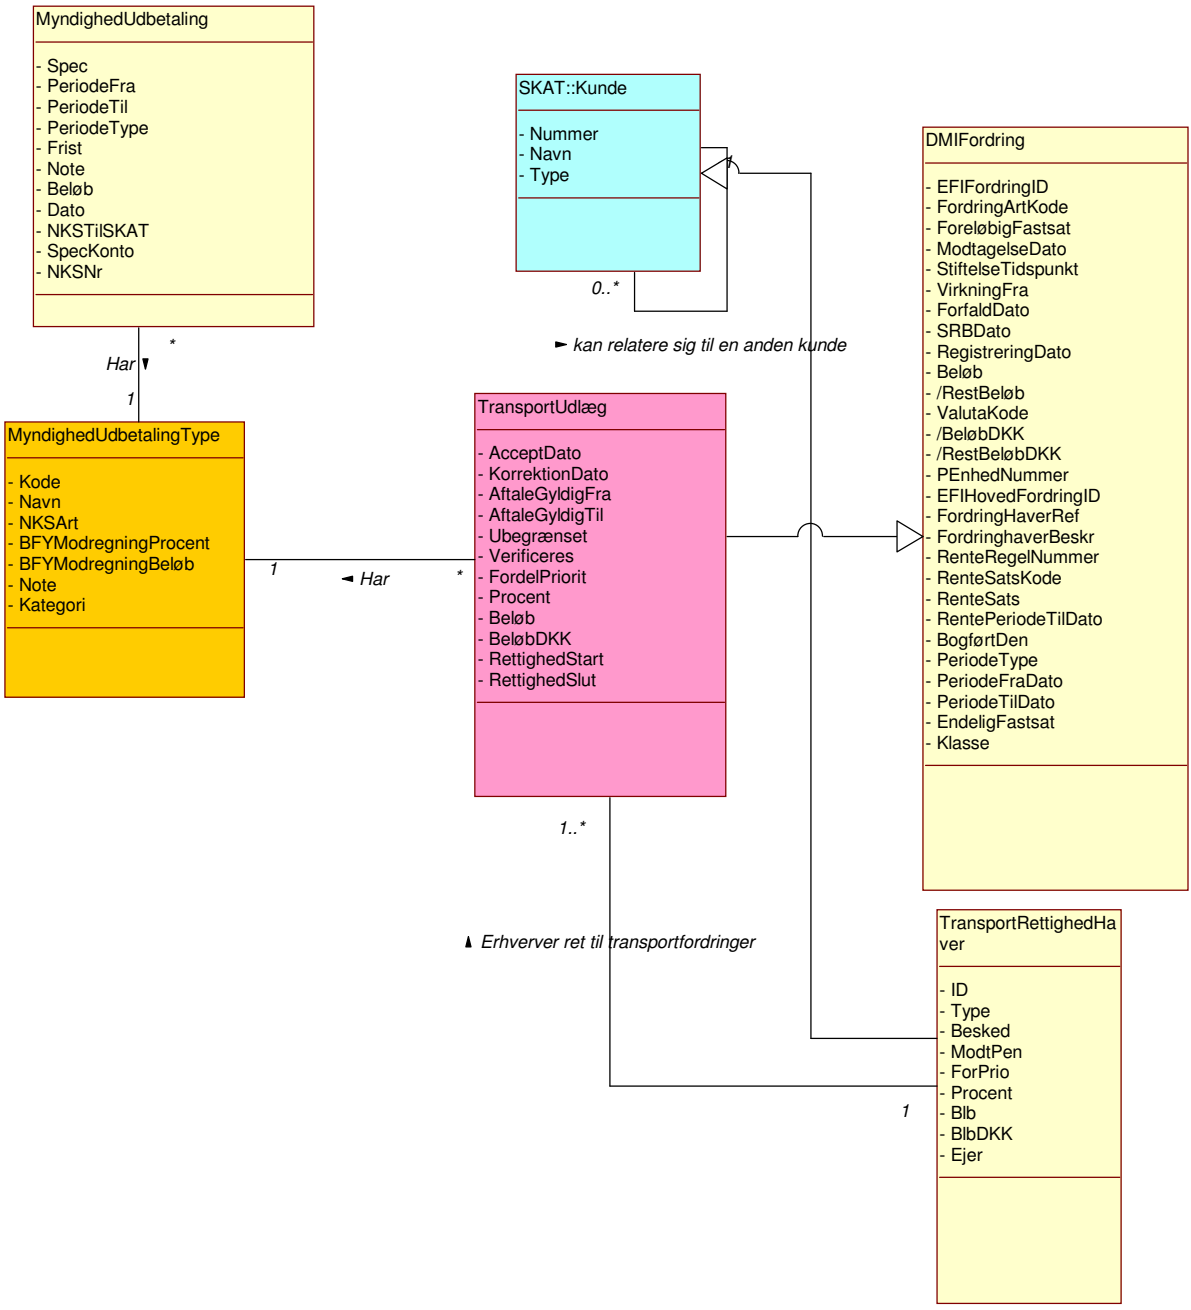 MyndighedUdbetaling
- Spec
- PeriodeFra
- PeriodeTil
- PeriodeType
- Frist
- Note
- Beløb
- Dato
- NKSTilSKAT
- SpecKonto
- NKSNr
*
Har
1
MyndighedUdbetalingType
- Kode
- Navn
- NKSArt
- BFYModregningProcent
- BFYModregningBeløb
- Note
- Kategori
1
Har
*
SKAT::Kunde
- Nummer
- Navn
- Type
1
0..*
kan relatere sig til en anden kunde
TransportUdlæg
- AcceptDato
- KorrektionDato
- AftaleGyldigFra
- AftaleGyldigTil
- Ubegrænset
- Verificeres
- FordelPriorit
- Procent
- Beløb
- BeløbDKK
- RettighedStart
- RettighedSlut
1..*
Erhverver ret til transportfordringer
1
DMIFordring
- EFIFordringID
- FordringArtKode
- ForeløbigFastsat
- ModtagelseDato
- StiftelseTidspunkt
- VirkningFra
- ForfaldDato
- SRBDato
- RegistreringDato
- Beløb
- /RestBeløb
- ValutaKode
- /BeløbDKK
- /RestBeløbDKK
- PEnhedNummer
- EFIHovedFordringID
- FordringHaverRef
- FordringhaverBeskr
- RenteRegelNummer
- RenteSatsKode
- RenteSats
- RentePeriodeTilDato
- BogførtDen
- PeriodeType
- PeriodeFraDato
- PeriodeTilDato
- EndeligFastsat
- Klasse
TransportRettighedHa
ver
- ID
- Type
- Besked
- ModtPen
- ForPrio
- Procent
- Blb
- BlbDKK
- Ejer